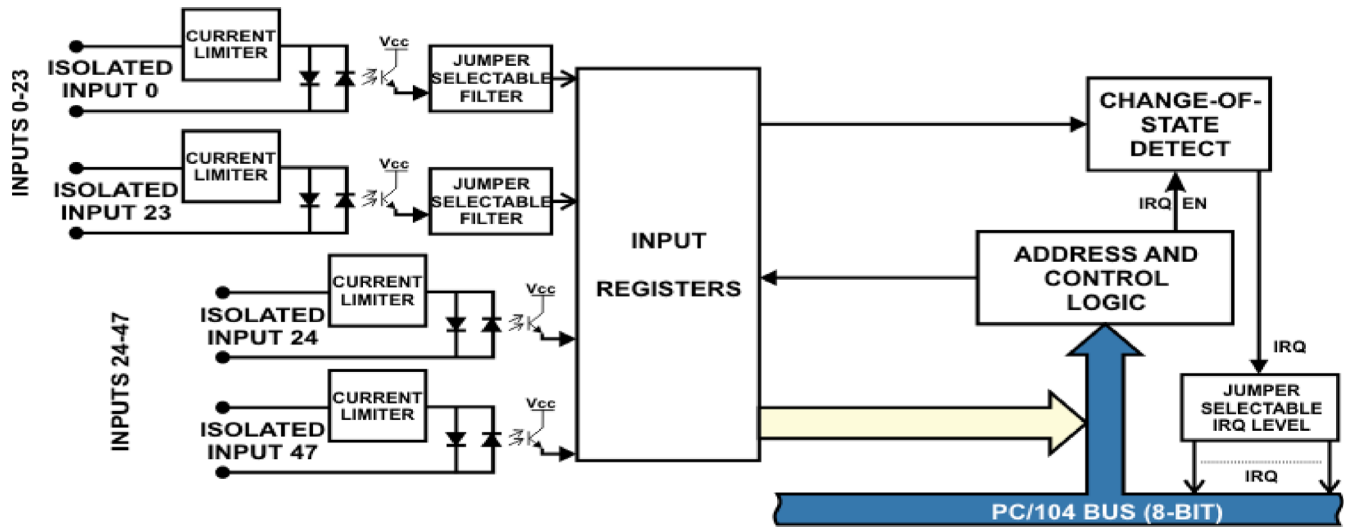 INPUTS 0-23
CURRENT
LIMITER
ISOLATED
INPUT 0
Vcc
JUMPER
SELECTABLE
FILTER
CURRENT
LIMITER
ISOLATED
INPUT 23
Vcc
JUMPER
SELECTABLE
FILTER
INPUTS 24-47
CURRENT
LIMITER
ISOLATED
INPUT 24
Vcc
CURRENT
LIMITER
ISOLATED
INPUT 47
Vcc
INPUT
REGISTERS
CHANGE-OF-
STATE
DETECT
IRQ EN
ADDRESS AND
CONTROL
LOGIC
IRQ
JUMPER
SELECTABLE
IRQ LEVEL
IRQ
PC/104 BUS (8-BIT)